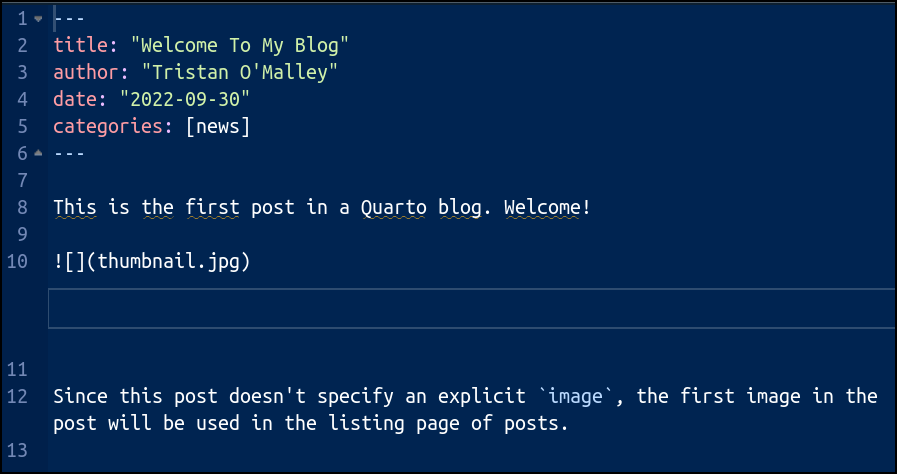 1 ---
2 title: "Welcome To My Blog"
3 author: "Tristan O'Malley"
4 date: "2022-09-30"
5 categories: [news]
6 ---
7
8 This is the first post in a Quarto blog. Welcome!
9
10 ![](thumbnail.jpg)
11
12 Since this post doesn't specify an explicit `image`, the first image in the
post will be used in the listing page of posts.
13